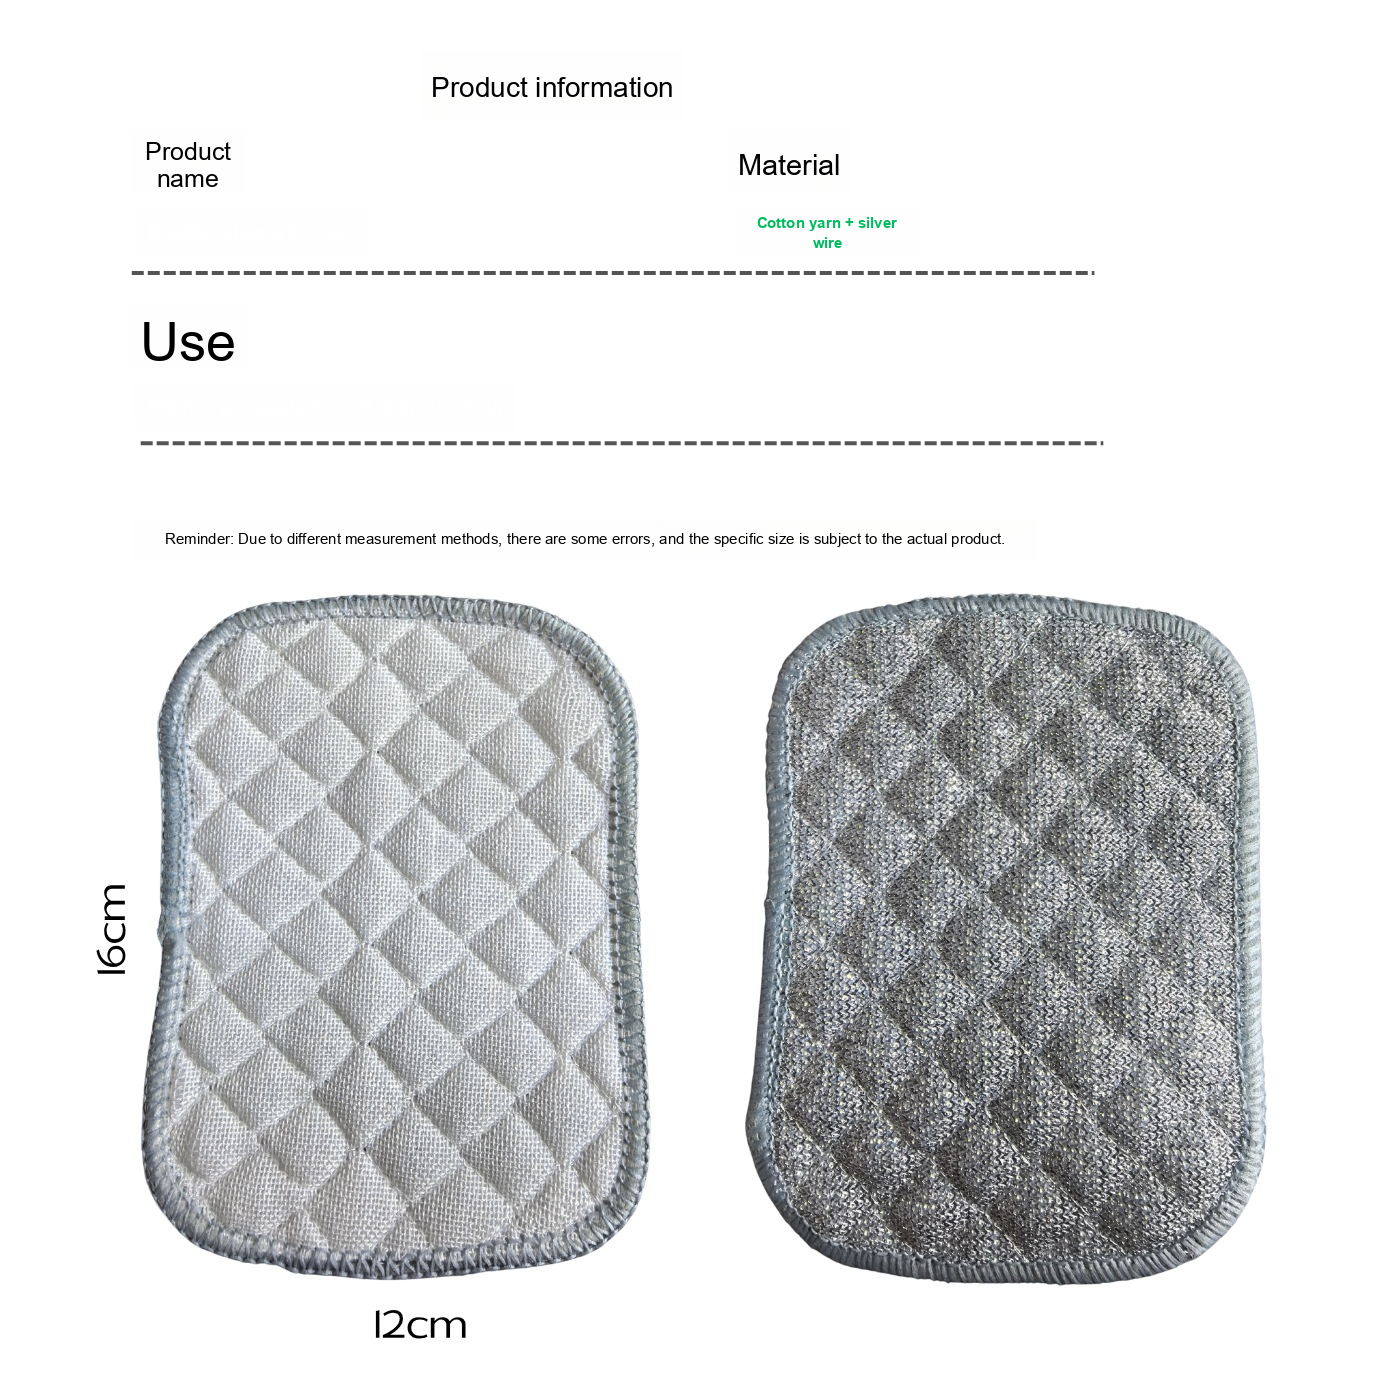 Product information
Product
name
Material
Cotton yarn + silver
wire
Use
Reminder: Due to different measurement methods, there are some errors, and the specific size is subject to the actual product.
16cm
12cm